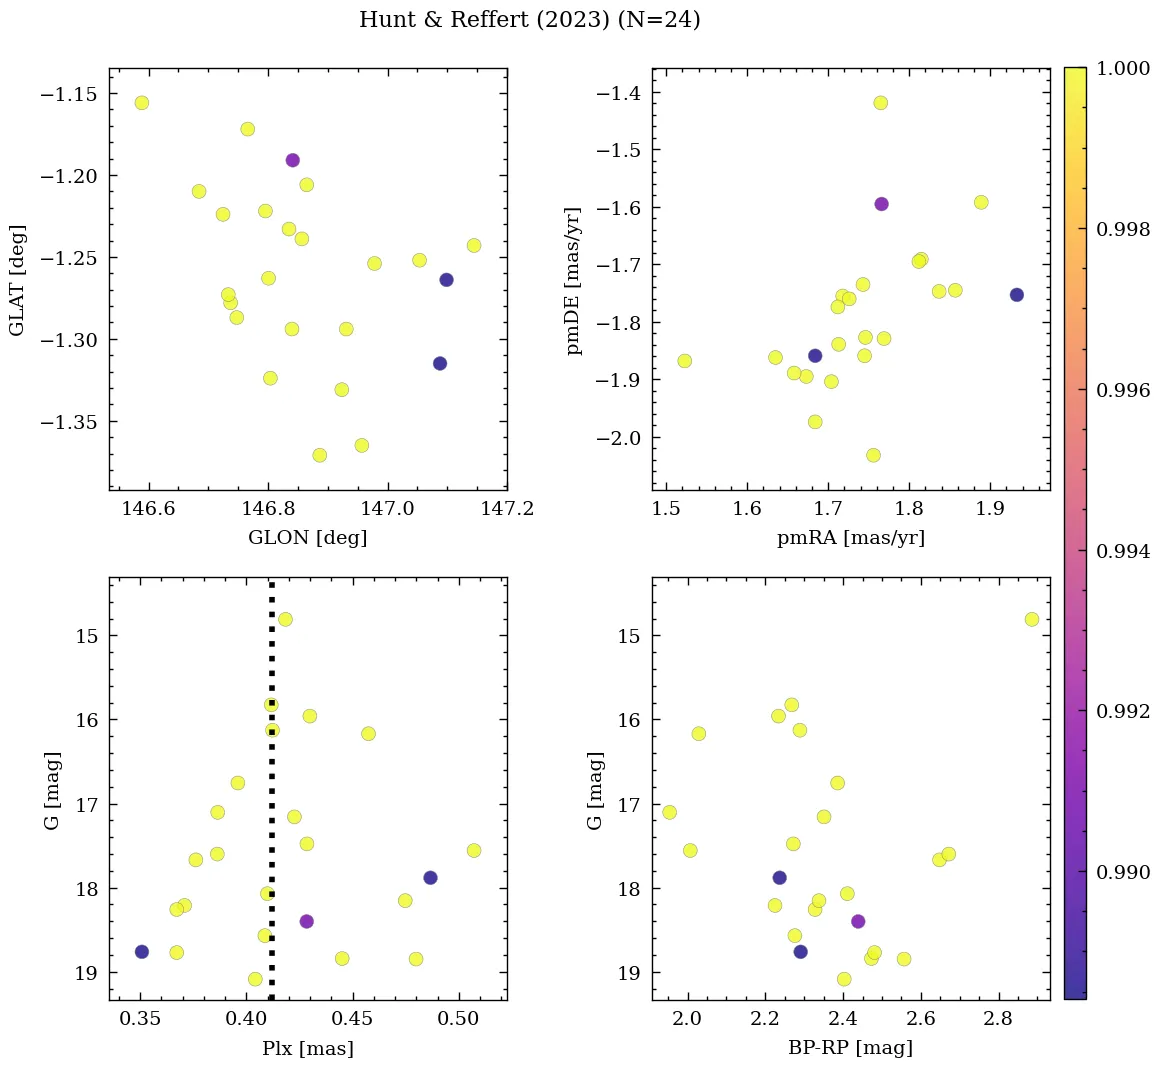 Hunt & Reffert (2023) (N=24)
−1.15
−1.20
−1.25
−1.30
−1.35
GLAT [deg]
146.6 146.8 147.0 147.2
GLON [deg]
−1.4
−1.5
−1.6
−1.7
−1.8
−1.9
−2.0
pmDE [mas/yr]
1.5 1.6 1.7 1.8 1.9
pmRA [mas/yr]
1.000
0.998
0.996
0.994
0.992
0.990
15
16
17
18
19
G [mag]
0.35 0.40 0.45 0.50
Plx [mas]
15
16
17
18
19
G [mag]
2.0 2.2 2.4 2.6 2.8
BP-RP [mag]